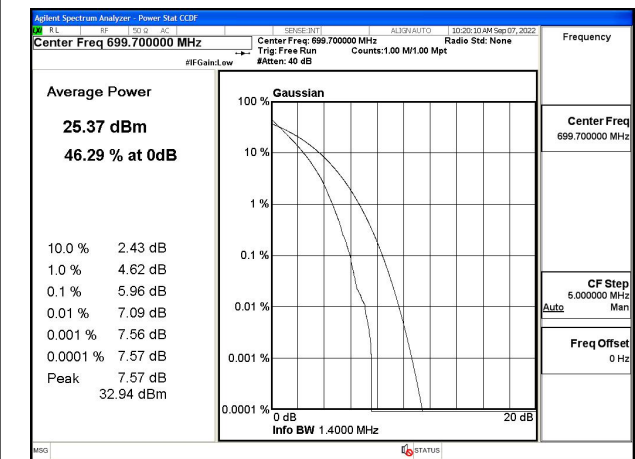 Agilent Spectrum Analyzer - Power Stat CCDF
LXI RL RF 50 Ω AC SENSE:INT ALIGN AUTO 10:20:10 AM Sep 07, 2022
Center Freq 699.700000 MHz
Center Freq: 699.700000 MHz Radio Std: None
Trig: Free Run Counts:1.00 M/1.00 Mpt
#IFGain:Low #Atten: 40 dB
Frequency
Average Power
25.37 dBm
46.29 % at 0dB
10.0 % 2.43 dB
1.0 % 4.62 dB
0.1 % 5.96 dB
0.01 % 7.09 dB
0.001 % 7.56 dB
0.0001 % 7.57 dB
Peak 7.57 dB
32.94 dBm
Gaussian
100 %
10 %
1 %
0.1 %
0.01 %
0.001 %
0.0001 %
0 dB 20 dB
Info BW 1.4000 MHz
Center Freq
699.700000 MHz
CF Step
5.000000 MHz
Auto Man
Freq Offset
0 Hz
MSG STATUS